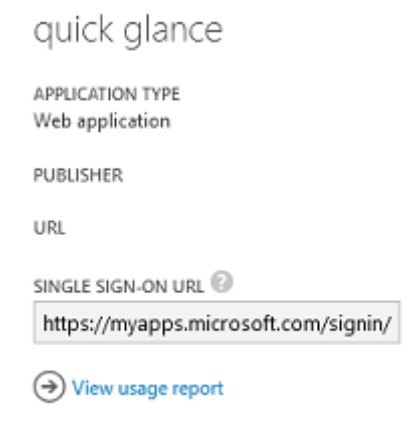 quick glance
APPLICATION TYPE
Web application
PUBLISHER
URL
SINGLE SIGN-ON URL ?
https://myapps.microsoft.com/signin/
View usage report